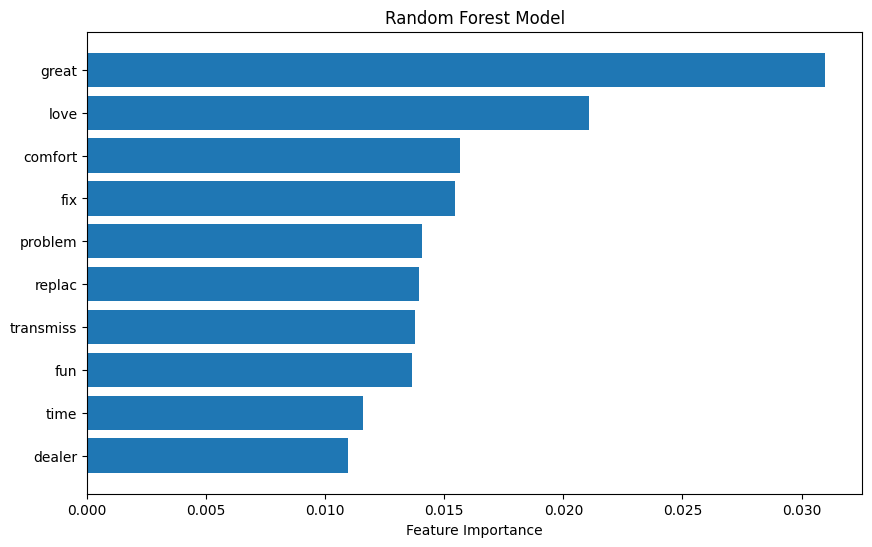 Random Forest Model
great
love
comfort
fix
problem
replac
transmiss
fun
time
dealer
0.000 0.005 0.010 0.015 0.020 0.025 0.030
Feature Importance